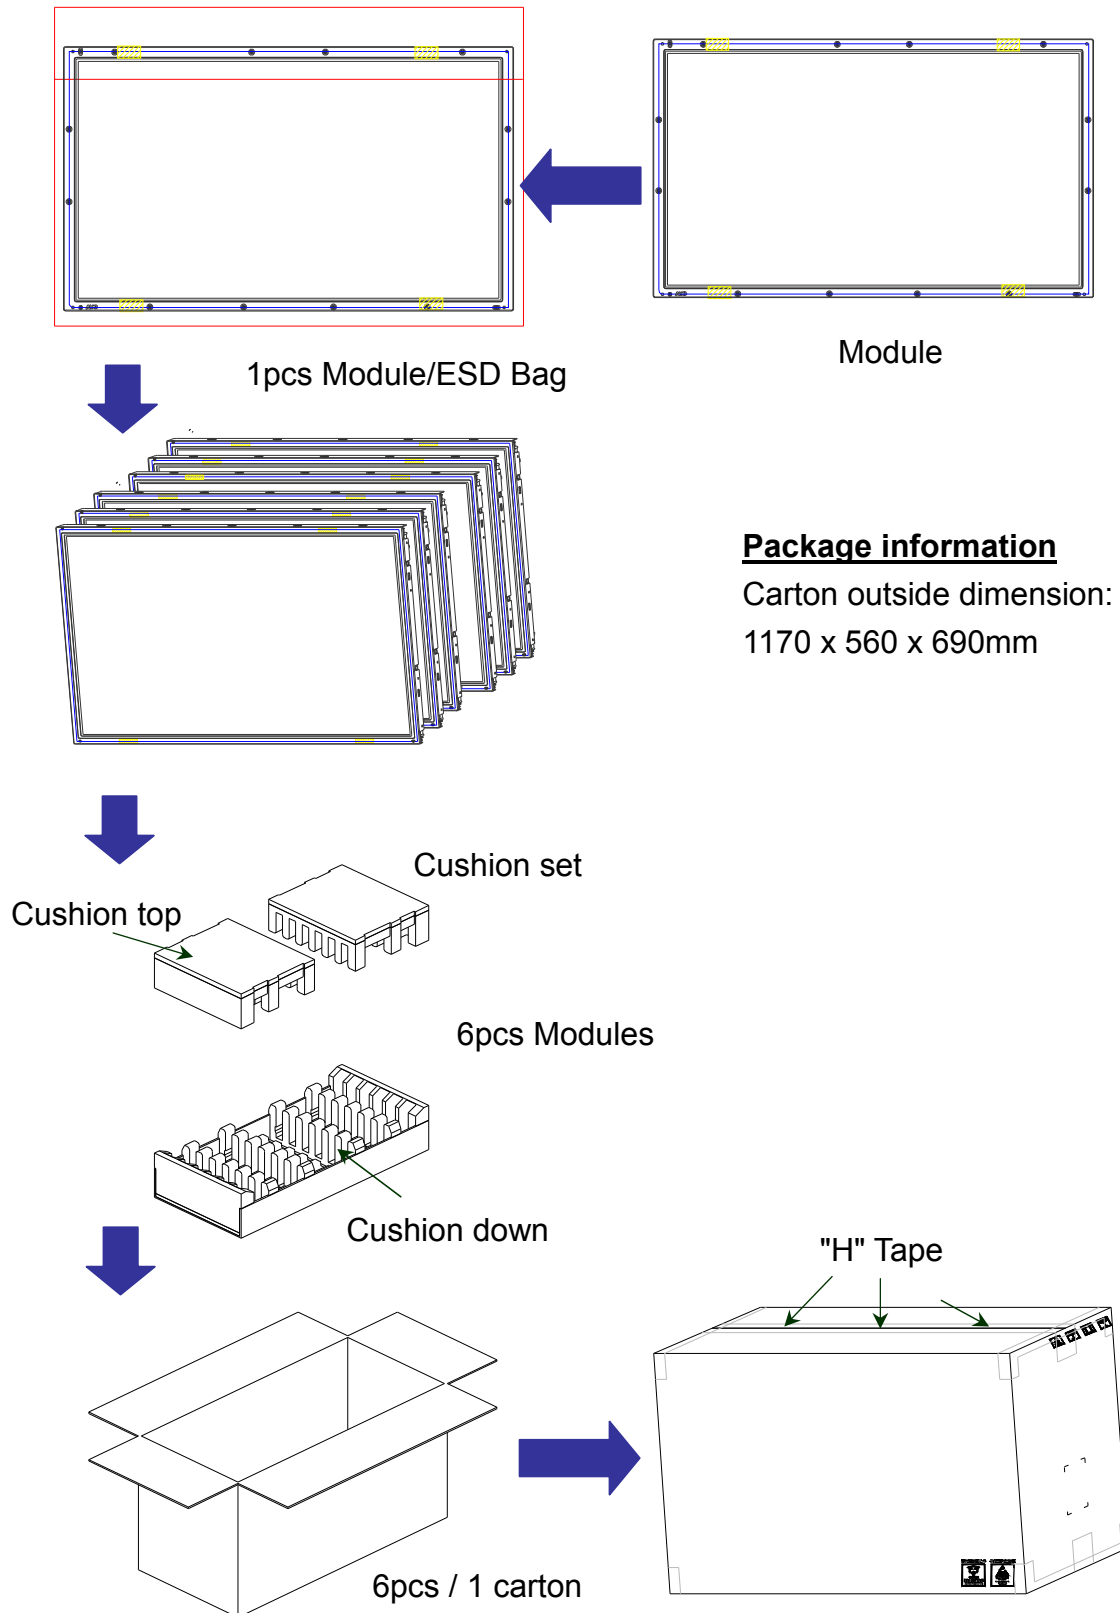 Module
1pcs Module/ESD Bag
Package information
Carton outside dimension:
1170 x 560 x 690mm
Cushion set
Cushion top
6pcs Modules
Cushion down
"H" Tape
6pcs / 1 carton